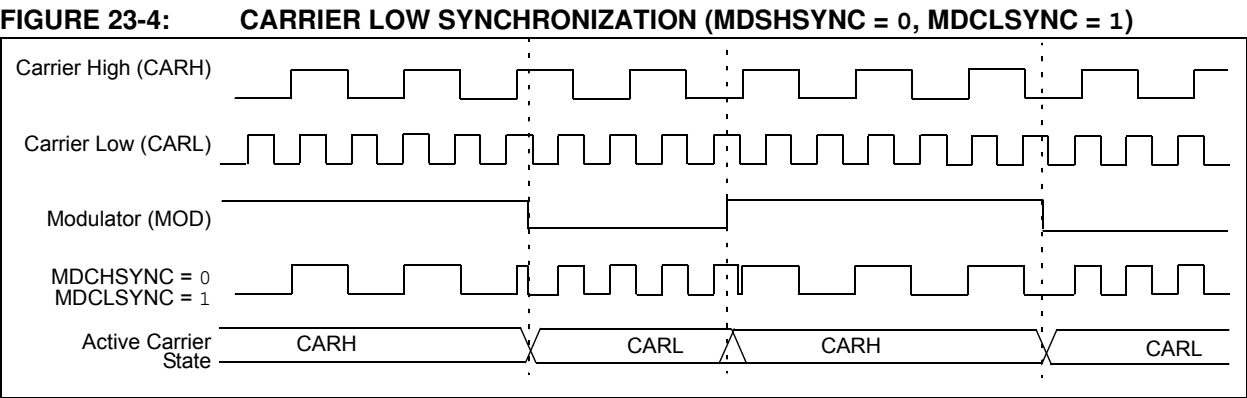 FIGURE 23-4: CARRIER LOW SYNCHRONIZATION (MDSHSYNC = 0, MDCLSYNC = 1)
Carrier High (CARH)
Carrier Low (CARL)
Modulator (MOD)
MDCHSYNC = 0
MDCLSYNC = 1
Active Carrier
State
CARH
CARL
CARH
CARL